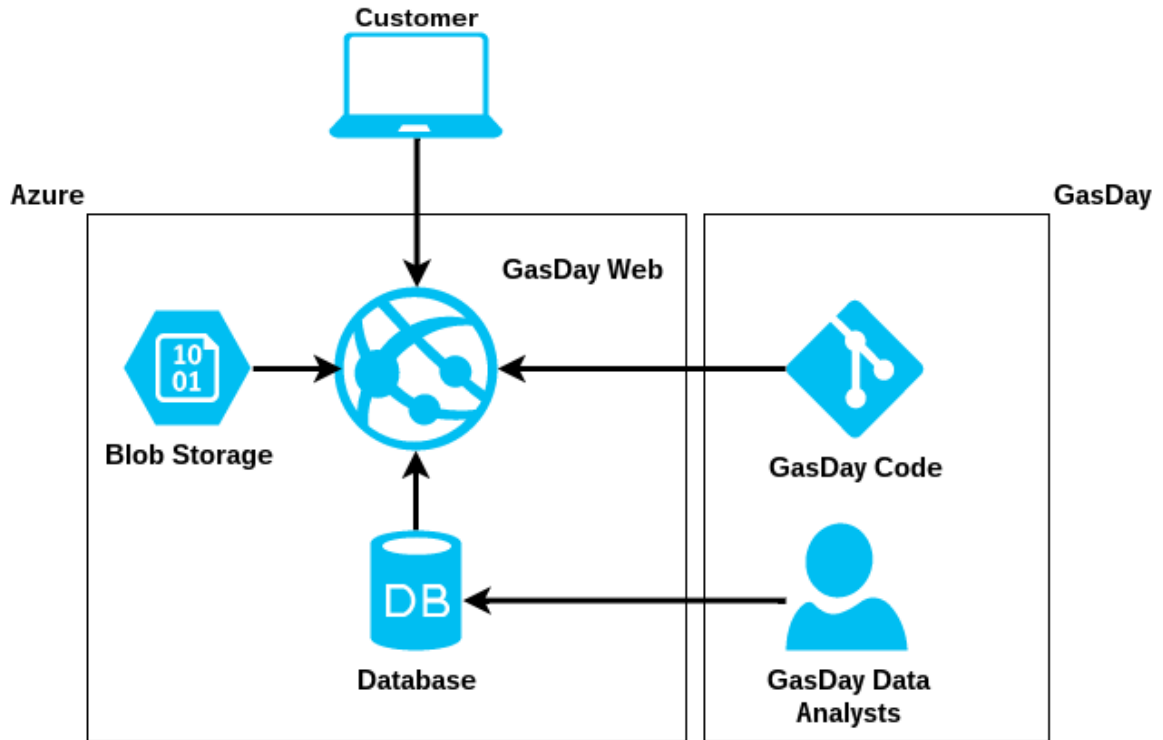 Customer
Azure
GasDay
GasDay Web
10
01
Blob Storage
GasDay Code
DB
Database
GasDay Data
Analysts